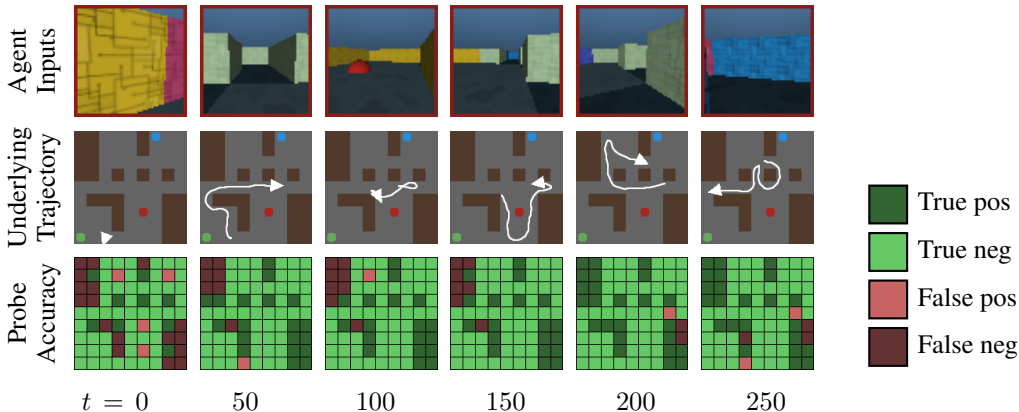 Agent
Inputs
Underlying
Trajectory
Probe
Accuracy
True pos
True neg
False pos
False neg
t = 0 50 100 150 200 250